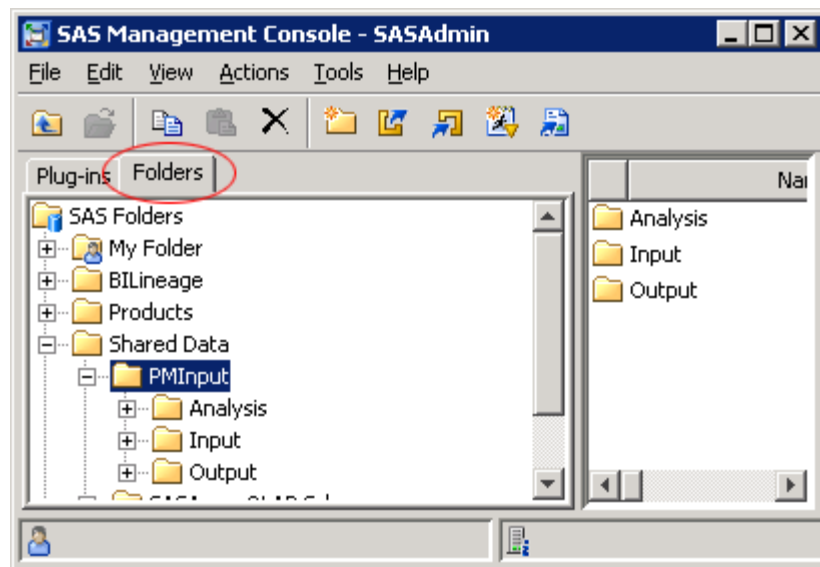 SAS Management Console - SASAdmin
File Edit View Actions Tools Help
Plug-ins Folders
Nai
SAS Folders
My Folder
BILineage
Products
Shared Data
PMInput
Analysis
Input
Output
Analysis
Input
Output